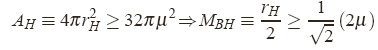 A_H ≡ 4πr_H^2 ≥ 32πμ^2 ⇒ M_BH ≡ r_H/2 ≥ 1/√2 (2μ)